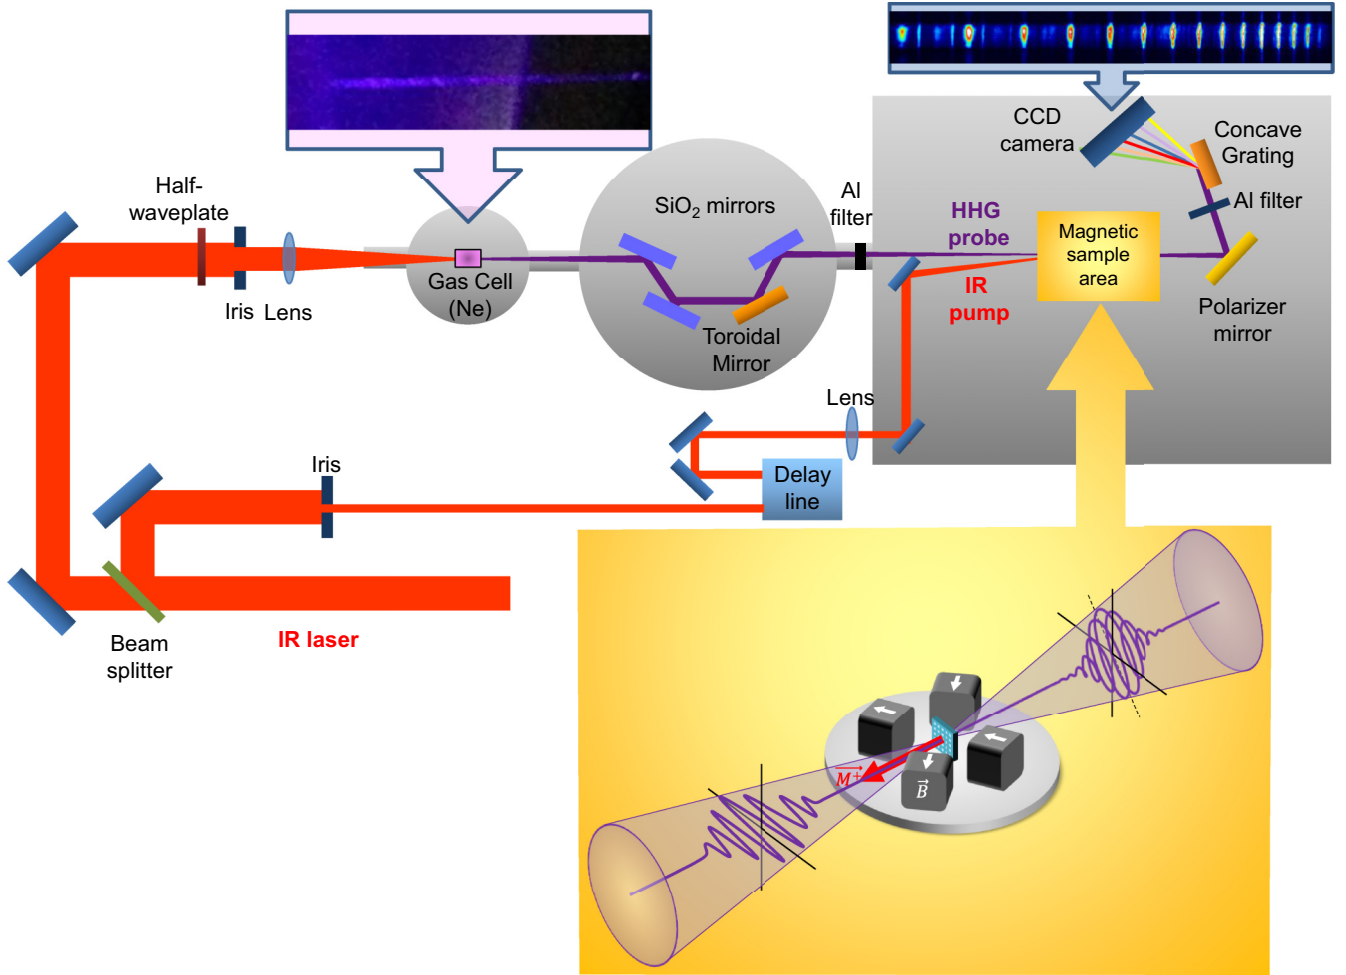 CCD
camera
Concave
Grating
Half-
waveplate
SiO₂ mirrors
Al
filter
HHG
probe
Al filter
Magnetic
sample
area
Gas Cell
(Ne)
Iris
Lens
IR
pump
Polarizer
mirror
Toroidal
Mirror
Lens
Iris
Delay
line
Beam
splitter
IR laser
M⁺
B